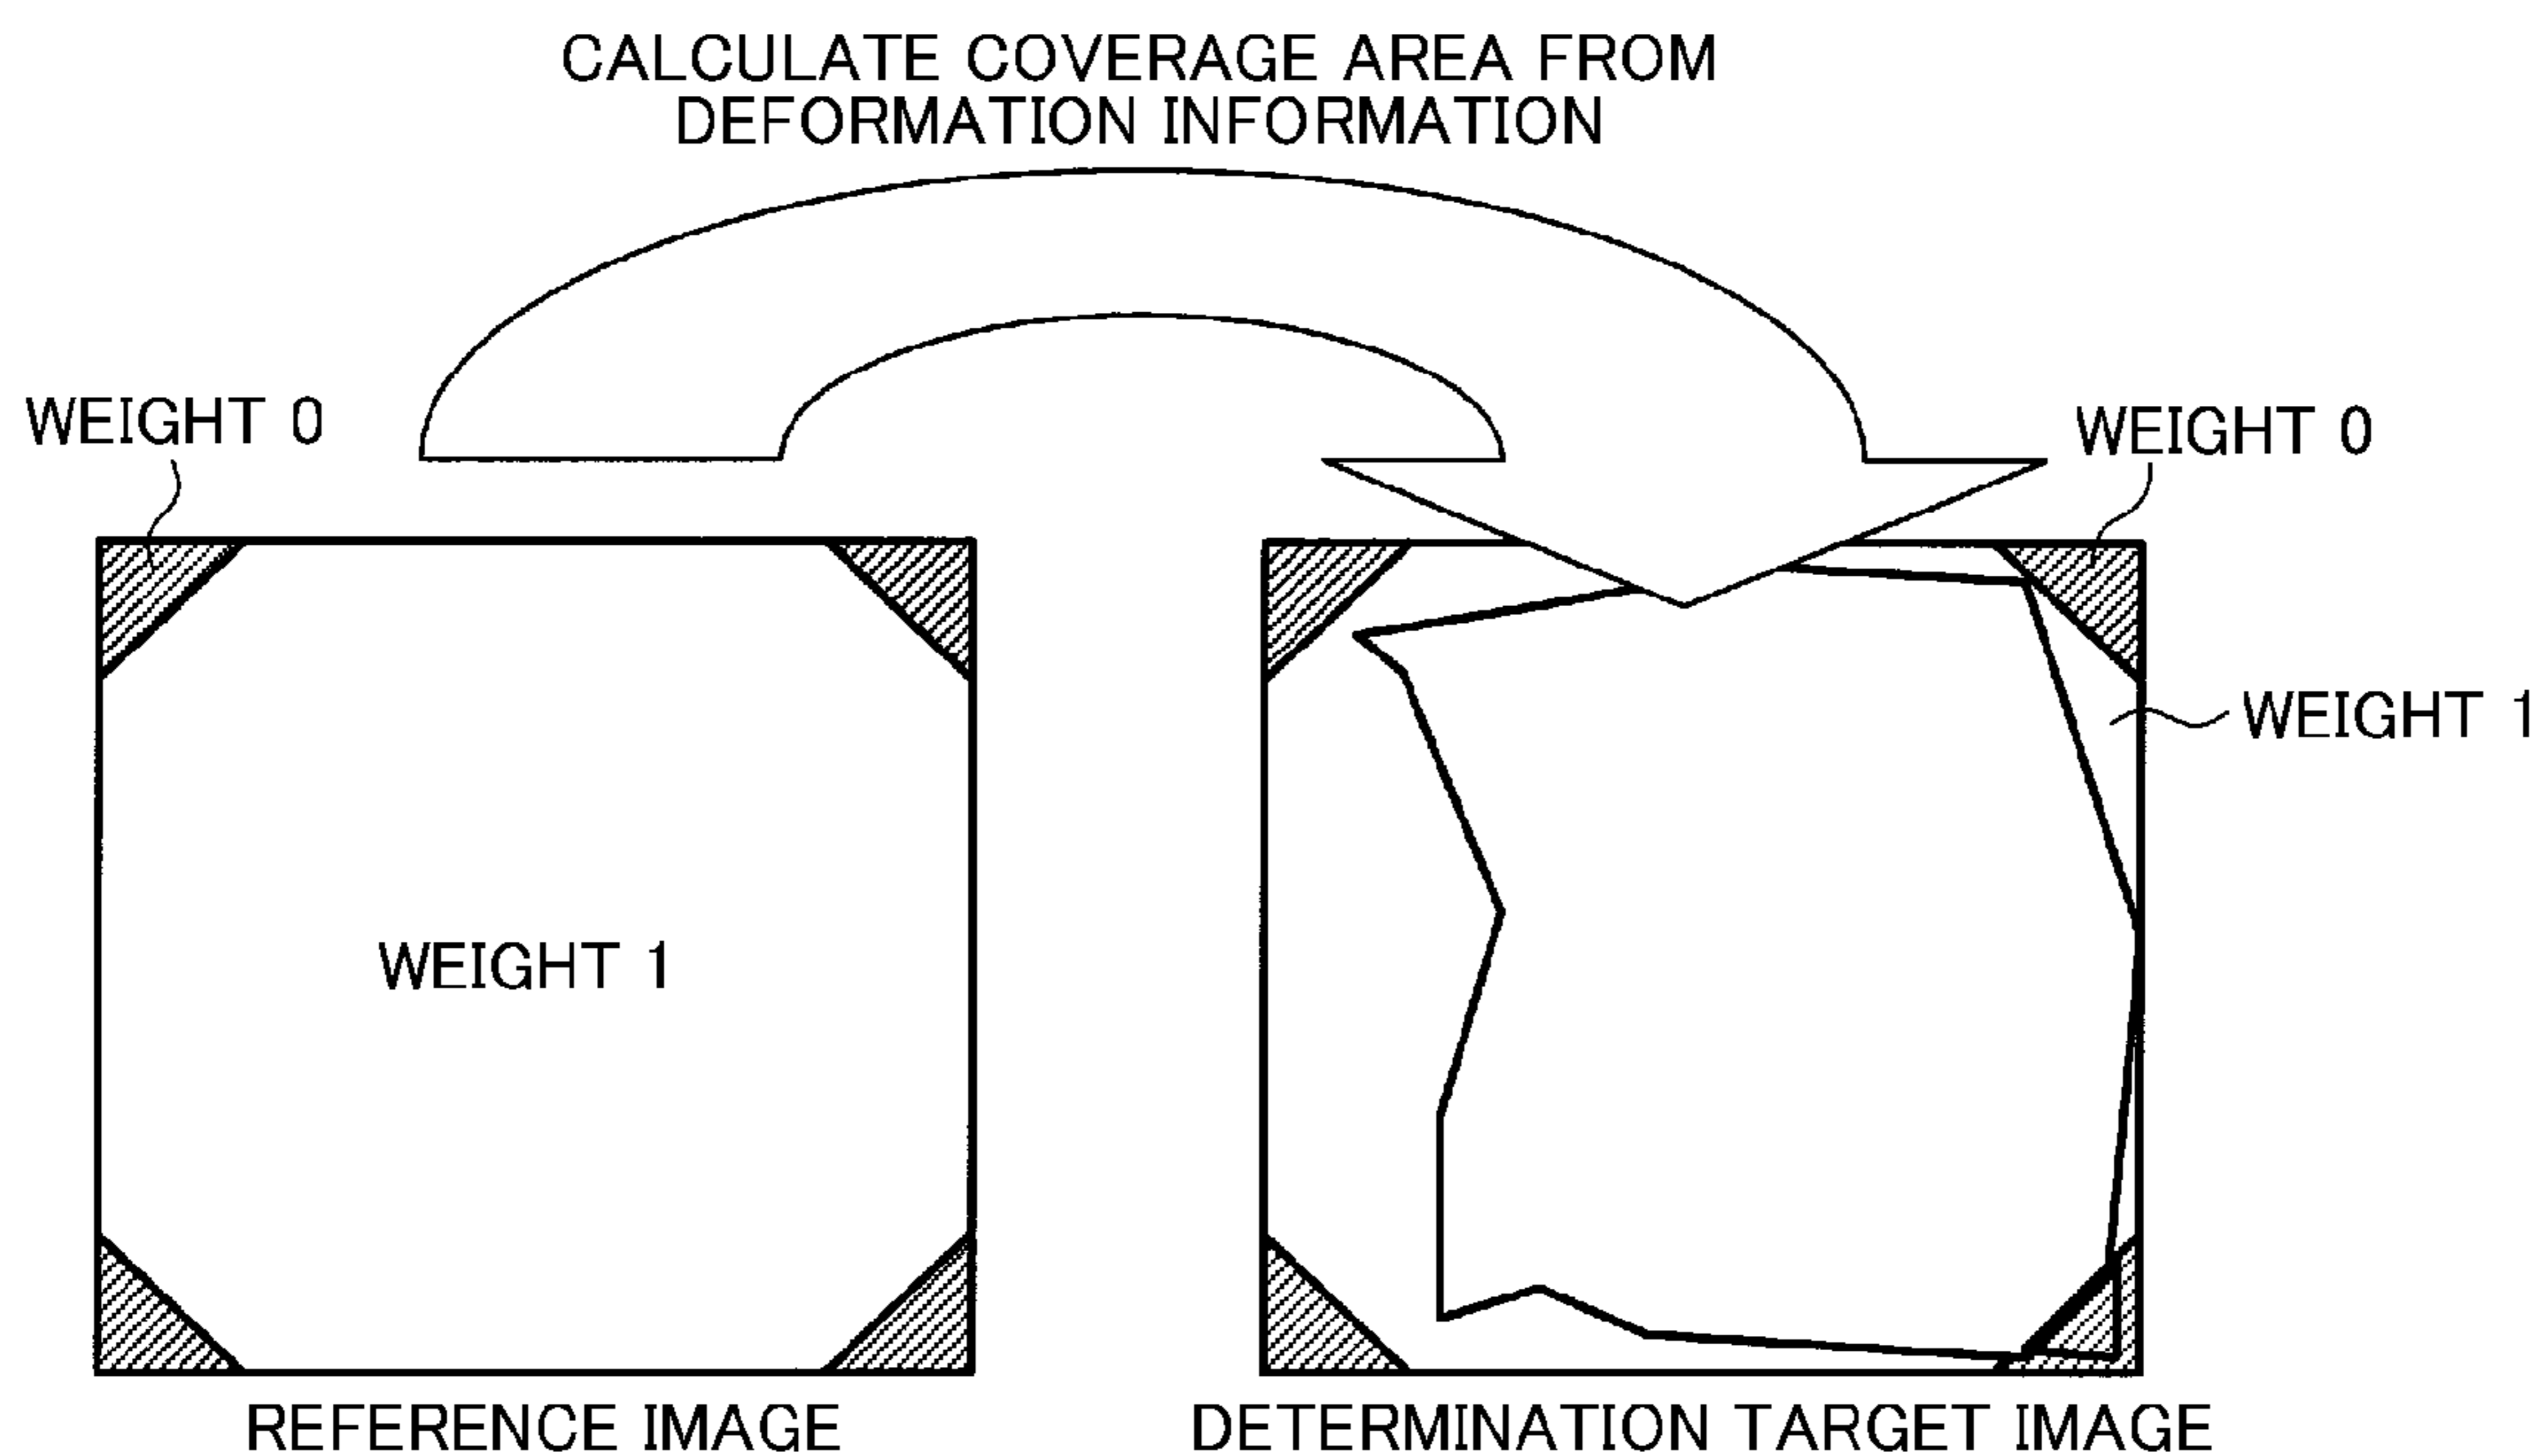 CALCULATE COVERAGE AREA FROM
DEFORMATION INFORMATION
WEIGHT 0
WEIGHT 0
WEIGHT 1
WEIGHT 1
REFERENCE IMAGE
DETERMINATION TARGET IMAGE